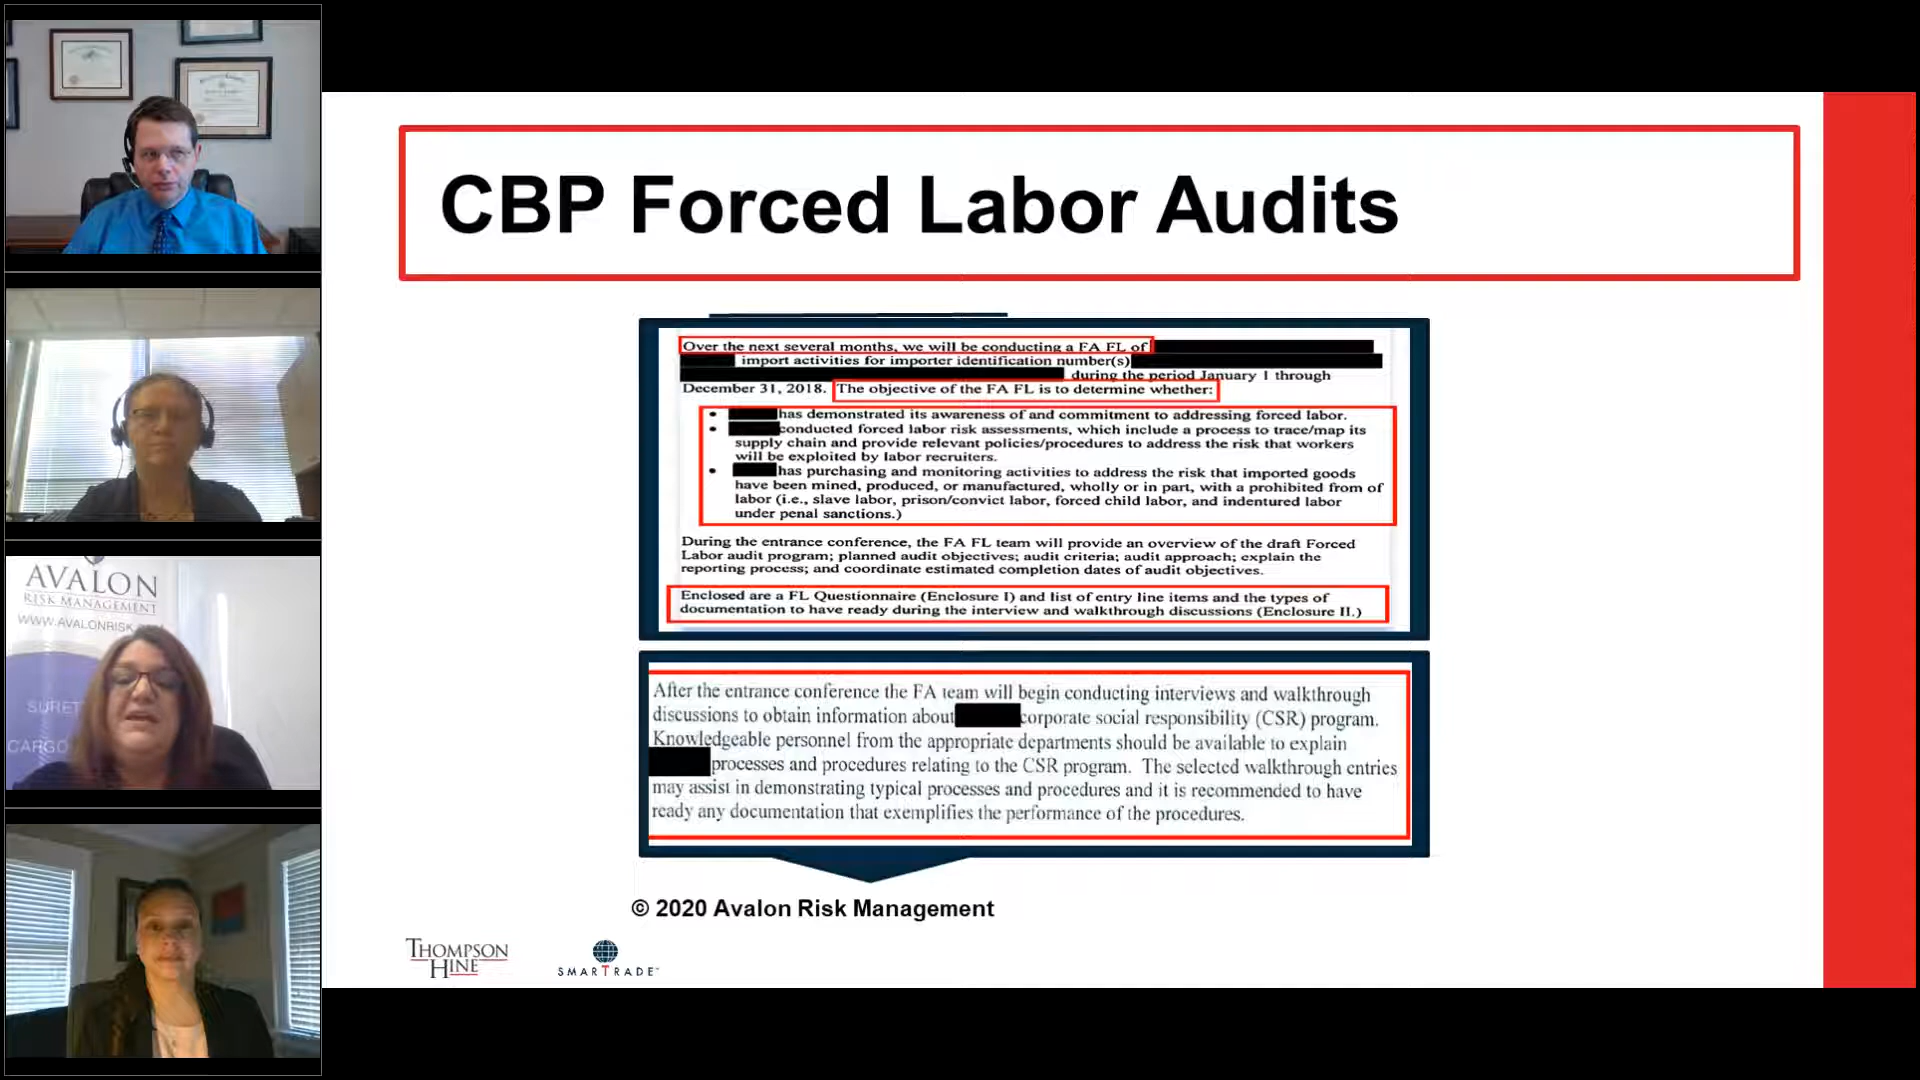 AVALON
RISK MANAGEMENT
WWW.AVALONRISK.
SURET
CARGO
CBP Forced Labor Audits
Over the next several months, we will be conducting a FA FL of
import activities for importer identification number(s)
during the period January 1 through
December 31, 2018. The objective of the FA FL is to determine whether:
• has demonstrated its awareness of and commitment to addressing forced labor.
• conducted forced labor risk assessments, which include a process to trace/map its
supply chain and provide relevant policies/procedures to address the risk that workers
will be exploited by labor recruiters.
• has purchasing and monitoring activities to address the risk that imported goods
have been mined, produced, or manufactured, wholly or in part, with a prohibited from of
labor (i.e., slave labor, prison/convict labor, forced child labor, and indentured labor
under penal sanctions.)
During the entrance conference, the FA FL team will provide an overview of the draft Forced
Labor audit program; planned audit objectives; audit criteria; audit approach; explain the
reporting process; and coordinate estimated completion dates of audit objectives.
Enclosed are a FL Questionnaire (Enclosure I) and list of entry line items and the types of
documentation to have ready during the interview and walkthrough discussions (Enclosure II.)
After the entrance conference the FA team will begin conducting interviews and walkthrough
discussions to obtain information about corporate social responsibility (CSR) program.
Knowledgeable personnel from the appropriate departments should be available to explain
processes and procedures relating to the CSR program. The selected walkthrough entries
may assist in demonstrating typical processes and procedures and it is recommended to have
ready any documentation that exemplifies the performance of the procedures.
© 2020 Avalon Risk Management
THOMPSON
HINE
SMARTRADE